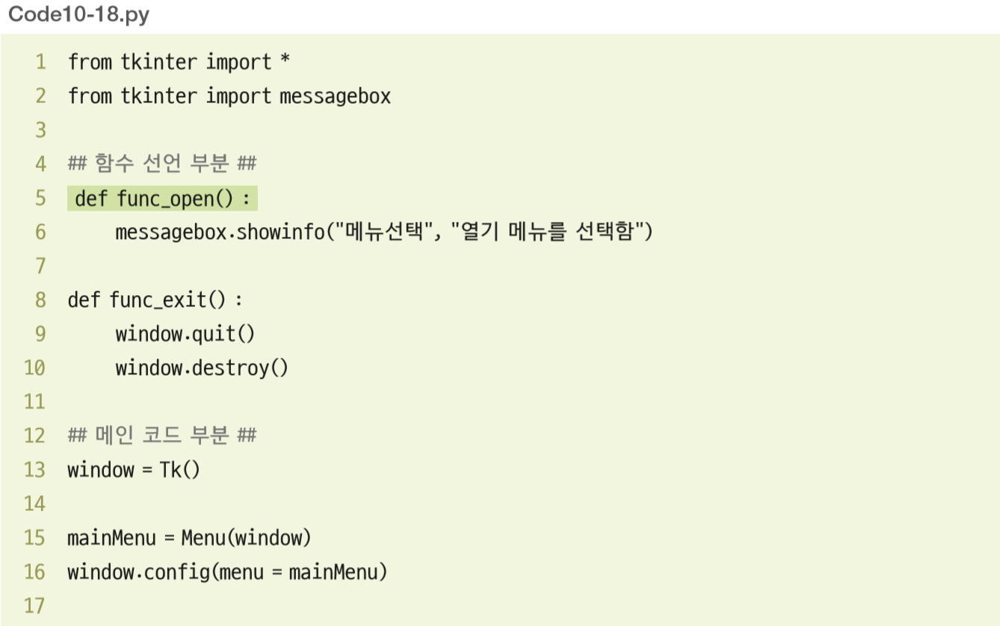 Code10-18.py
1 from tkinter import *
2 from tkinter import messagebox
3
4 ## 함수 선언 부분 ##
5 def func_open() :
6     messagebox.showinfo("메뉴선택", "열기 메뉴를 선택함")
7
8 def func_exit() :
9     window.quit()
10     window.destroy()
11
12 ## 메인 코드 부분 ##
13 window = Tk()
14
15 mainMenu = Menu(window)
16 window.config(menu = mainMenu)
17